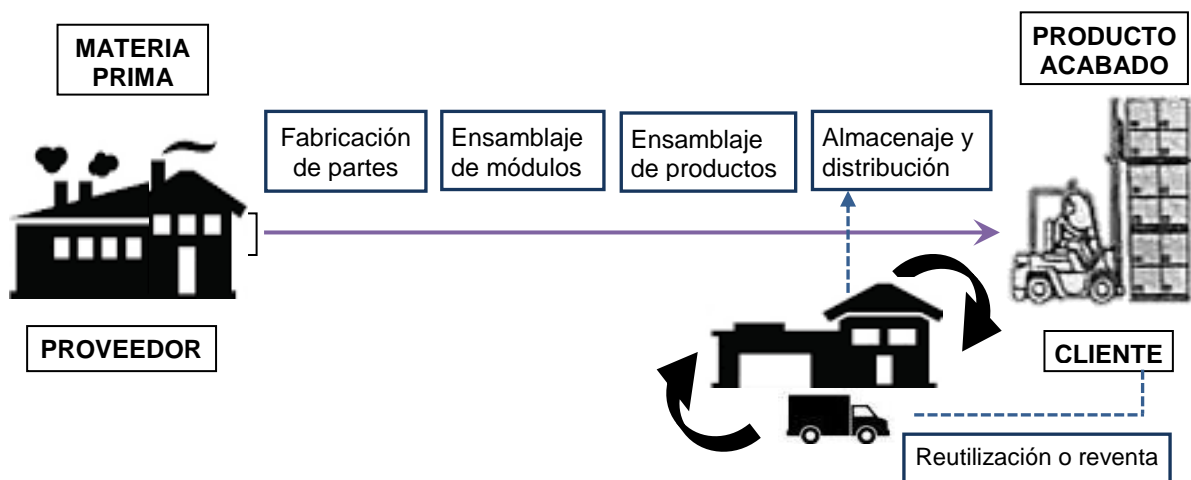 MATERIA
PRIMA
PRODUCTO
ACABADO
Fabricación
de partes
Ensamblaje
de módulos
Ensamblaje
de productos
Almacenaje y
distribución
PROVEEDOR
CLIENTE
Reutilización o reventa